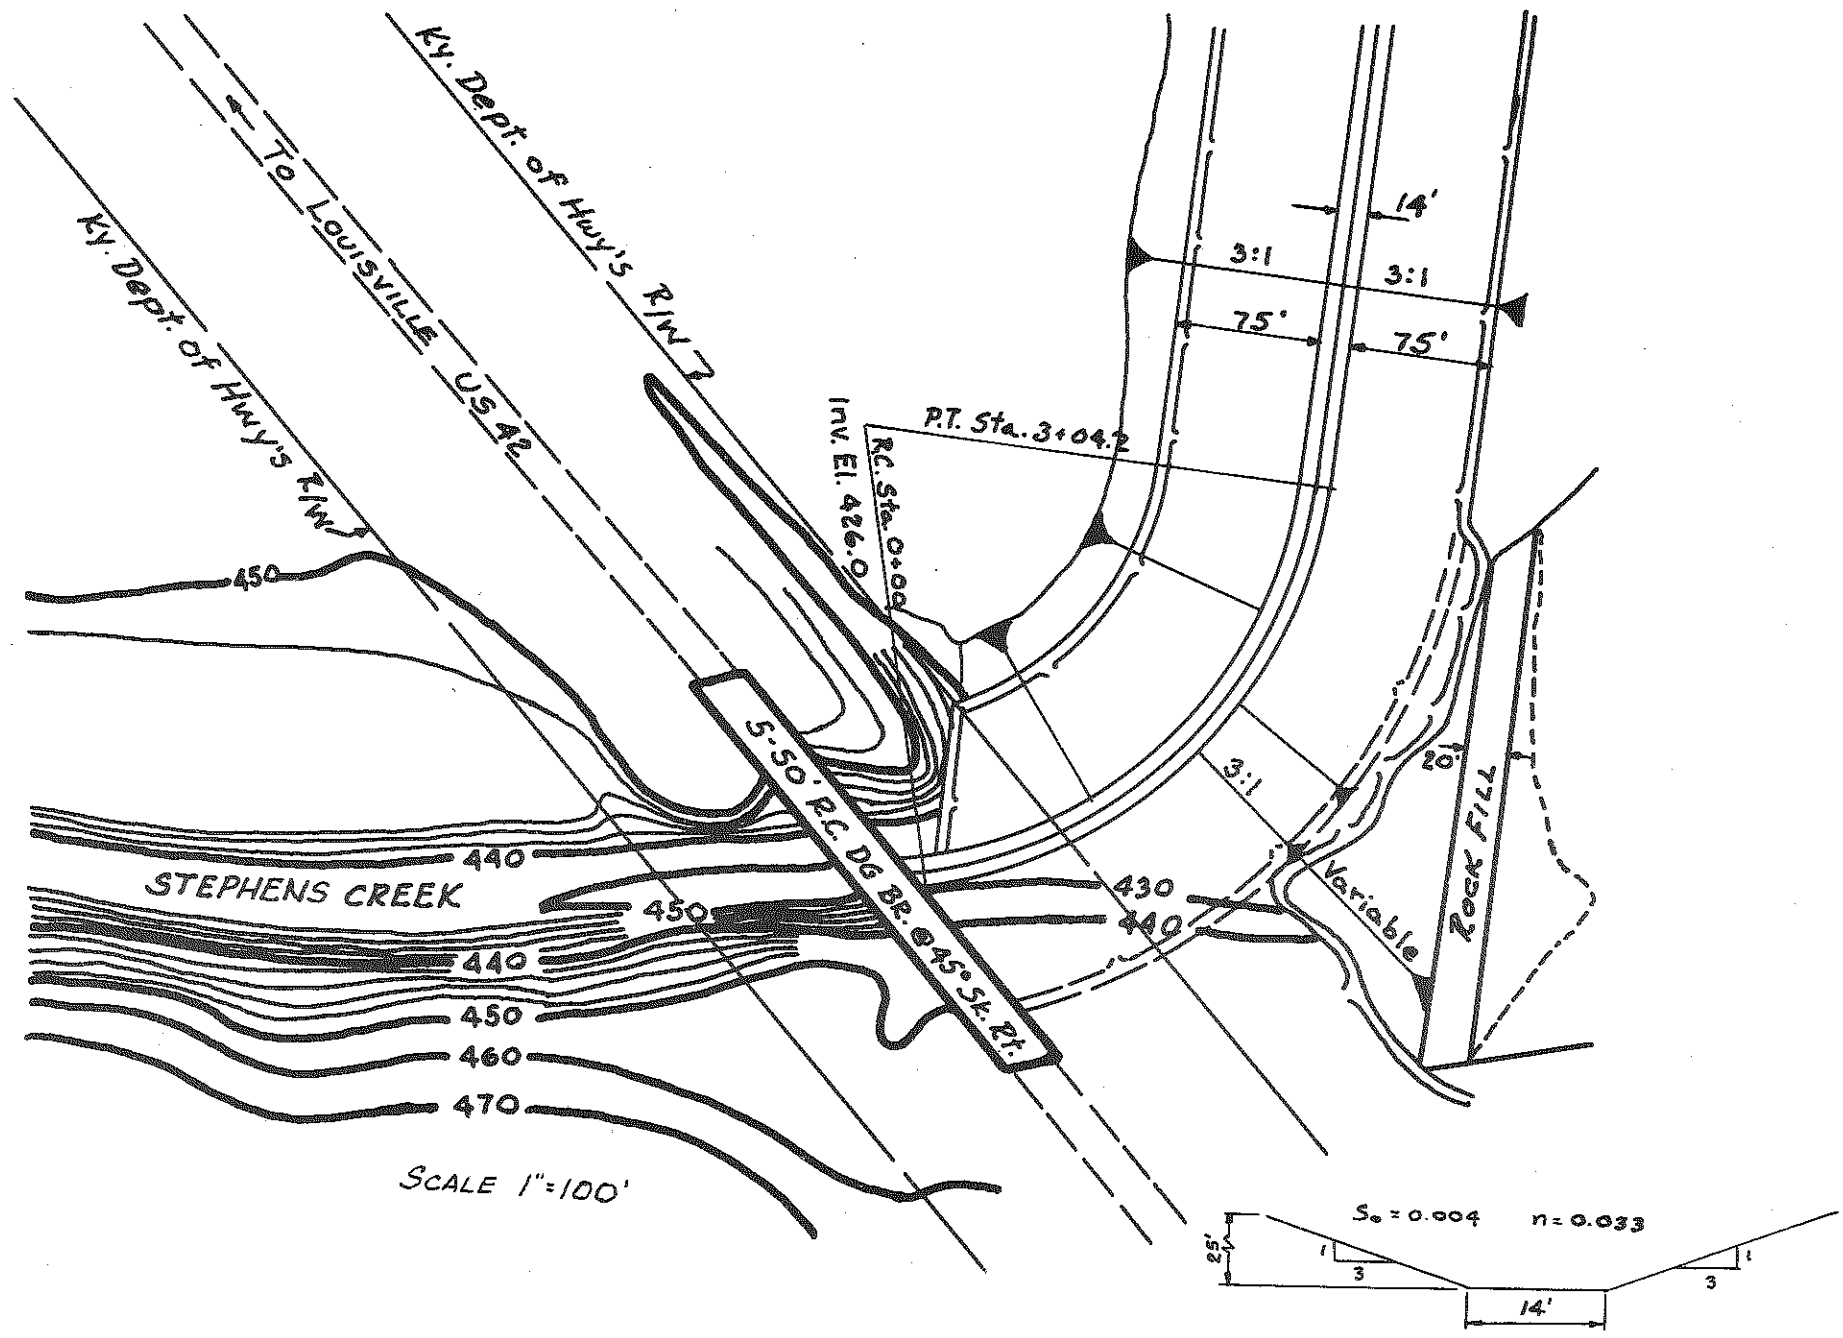 Ky. Dept. of Hwy's R/W
← To LOUISVILLE US 42
Ky. Dept. of Hwy's R/W
14'
3:1
3:1
75'
75'
P.T. Sta. 3+04.2
P.C. Sta. 0+00
Inv. El. 426.0
450
5-50' R.C. DG BR. @ 45° Sk. Rt.
3:1
20'
ROCK FILL
Variable
440
STEPHENS CREEK
450
430
440
440
450
460
470
SCALE 1"=100'
S₀ = 0.004 n = 0.033
25'
1
3
1
3
14'